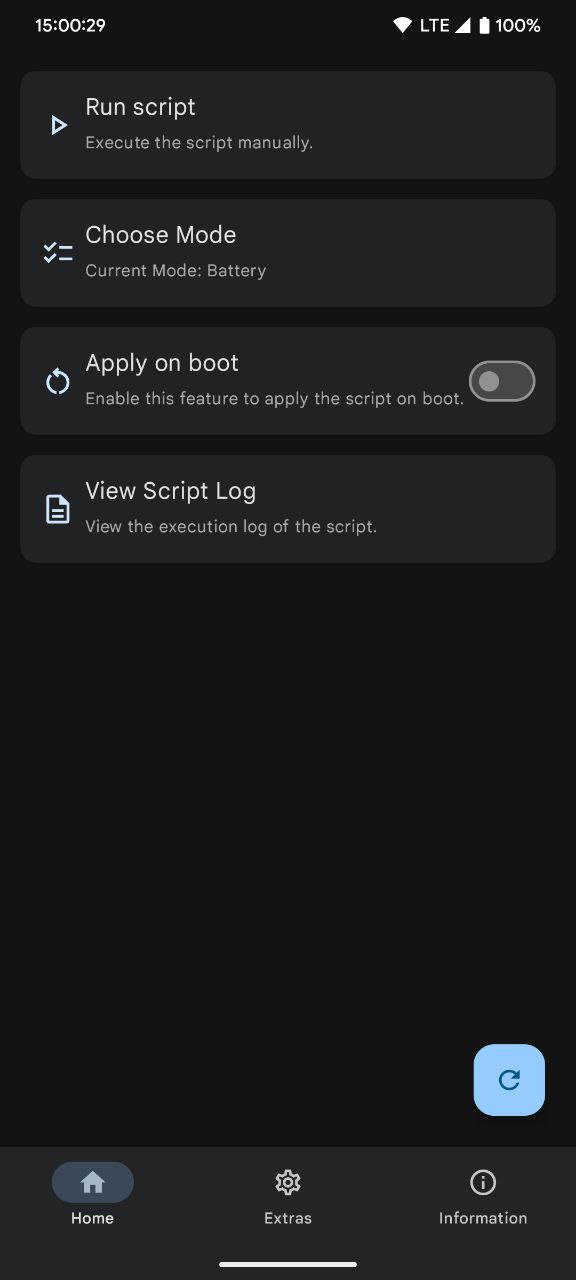 15:00:29 LTE 100%
Run script
Execute the script manually.
Choose Mode
Current Mode: Battery
Apply on boot
Enable this feature to apply the script on boot.
View Script Log
View the execution log of the script.
Home Extras Information